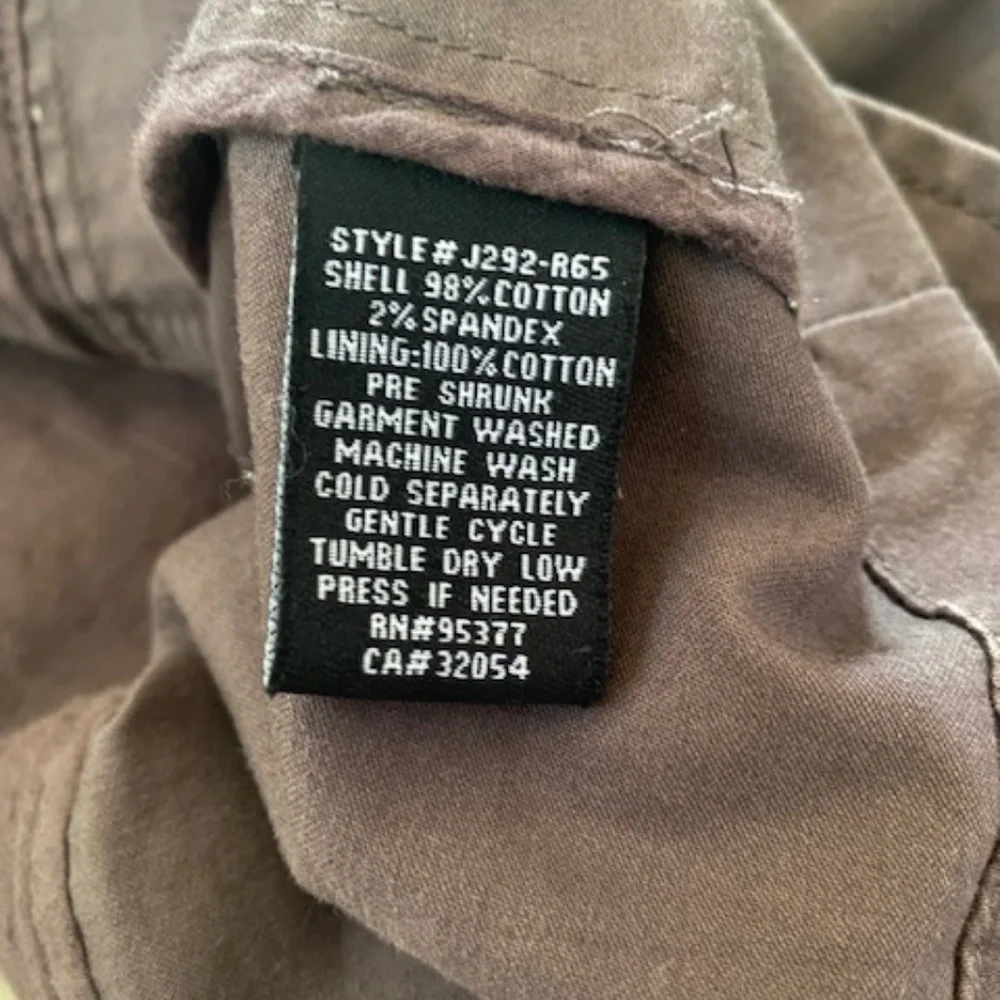 STYLE# J292-R65
SHELL 98% COTTON
2% SPANDEX
LINING:100% COTTON
PRE SHRUNK
GARMENT WASHED
MACHINE WASH
COLD SEPARATELY
GENTLE CYCLE
TUMBLE DRY LOW
PRESS IF NEEDED
RN#95377
CA#32054